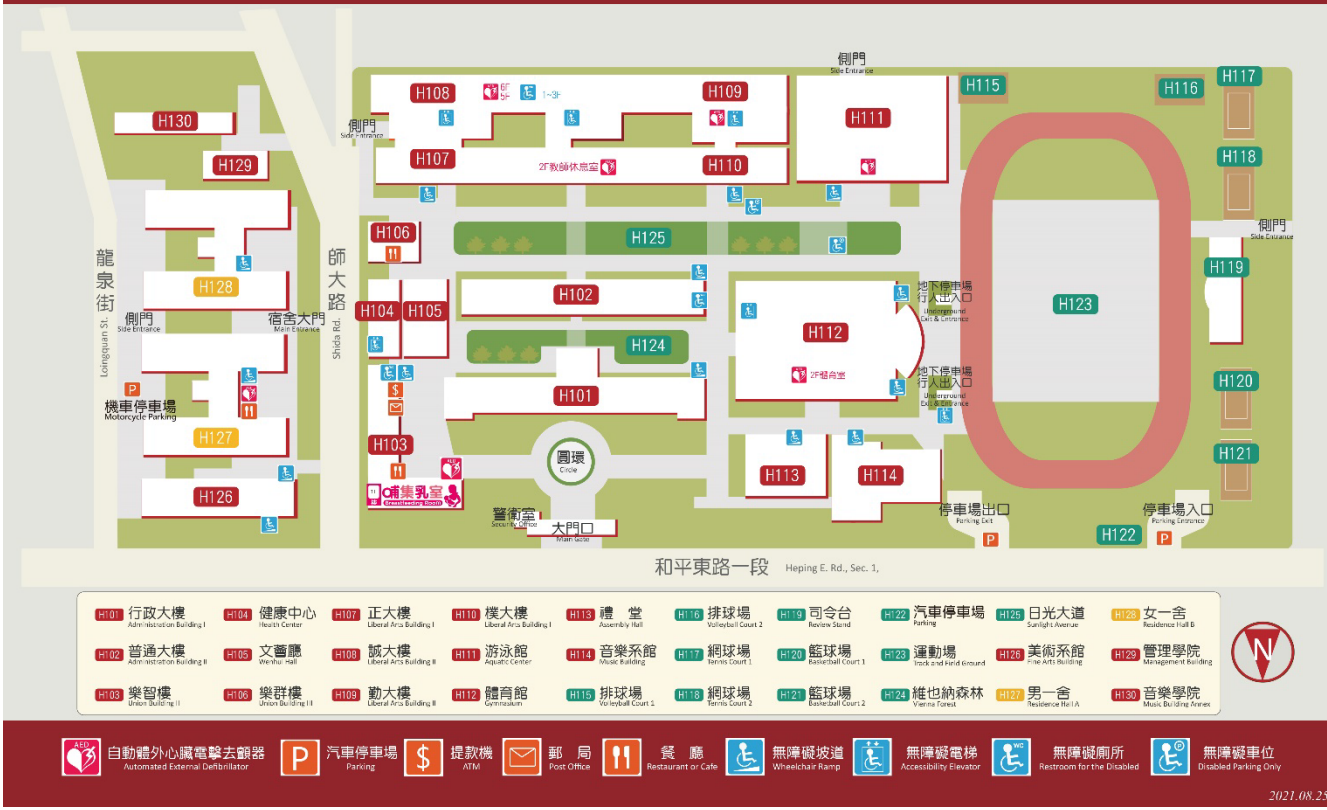 側門
Side Entrance
H117
H115
H116
H108
6F
5F
1~3F
H109
H111
H130
側門
Side Entrance
H129
H107
2F教師休息室
H110
H118
H106
H125
側門
Side Entrance
龍泉街
Loingquan St.
師大路
Shida Rd.
H128
H102
地下停車場
行人出入口
Underground
Exit & Entrance
H119
側門
Side Entrance
宿舍大門
Main Entrance
H104
H105
H112
H123
H124
2F體育室
地下停車場
行人出入口
Underground
Exit & Entrance
P
機車停車場
Motorcycle Parking
$
H101
H120
H127
H103
圓環
Circle
H113
H114
H121
H126
AED
哺集乳室
Breastfeeding Room
警衛室
Security Office
大門口
Main Gate
停車場出口
Parking Exit
P
H122
停車場入口
Parking Entrance
P
和平東路一段 Heping E. Rd., Sec. 1,
H101 行政大樓 H104 健康中心 H107 正大樓 H110 樸大樓 H113 禮 堂 H116 排球場 H119 司令台 H122 汽車停車場 H125 日光大道 H128 女一舍
Administration Building I Health Center Liberal Arts Building I Liberal Arts Building I Assembly Hall Volleyball Court 2 Review Stand Parking Sunlight Avenue Residence Hall B
H102 普通大樓 H105 文薈廳 H108 誠大樓 H111 游泳館 H114 音樂系館 H117 網球場 H120 籃球場 H123 運動場 H126 美術系館 H129 管理學院
Administration Building II Wenhui Hall Liberal Arts Building II Aquatic Center Music Building Tennis Court 1 Basketball Court 1 Track and Field Ground Fine Arts Building Management Building
H103 樂智樓 H106 樂群樓 H109 勤大樓 H112 體育館 H115 排球場 H118 網球場 H121 籃球場 H124 維也納森林 H127 男一舍 H130 音樂學院
Union Building II Union Building III Liberal Arts Building II Gymnasium Volleyball Court 1 Tennis Court 2 Basketball Court 2 Vienna Forest Residence Hall A Music Building Annex
N
AED 自動體外心臟電擊去顫器 P 汽車停車場 $ 提款機 郵 局 餐 廳 無障礙坡道 無障礙電梯 WC 無障礙廁所 P 無障礙車位
Automated External Defibrillator Parking ATM Post Office Restaurant or Cafe Wheelchair Ramp Accessibility Elevator Restroom for the Disabled Disabled Parking Only
2021.08.25